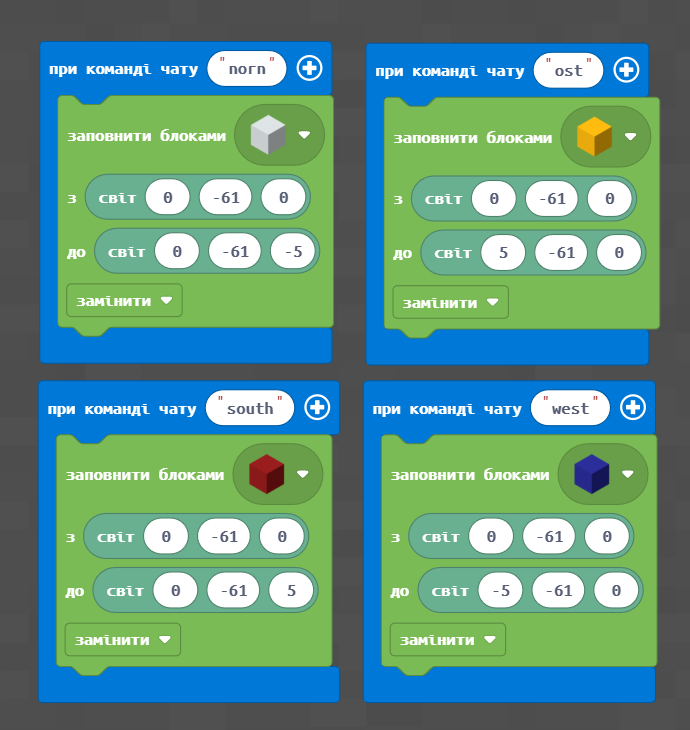 при команді чату "norn"
заповнити блоками
з світ 0 -61 0
до світ 0 -61 -5
замінити
при команді чату "ost"
заповнити блоками
з світ 0 -61 0
до світ 5 -61 0
замінити
при команді чату "south"
заповнити блоками
з світ 0 -61 0
до світ 0 -61 5
замінити
при команді чату "west"
заповнити блоками
з світ 0 -61 0
до світ -5 -61 0
замінити